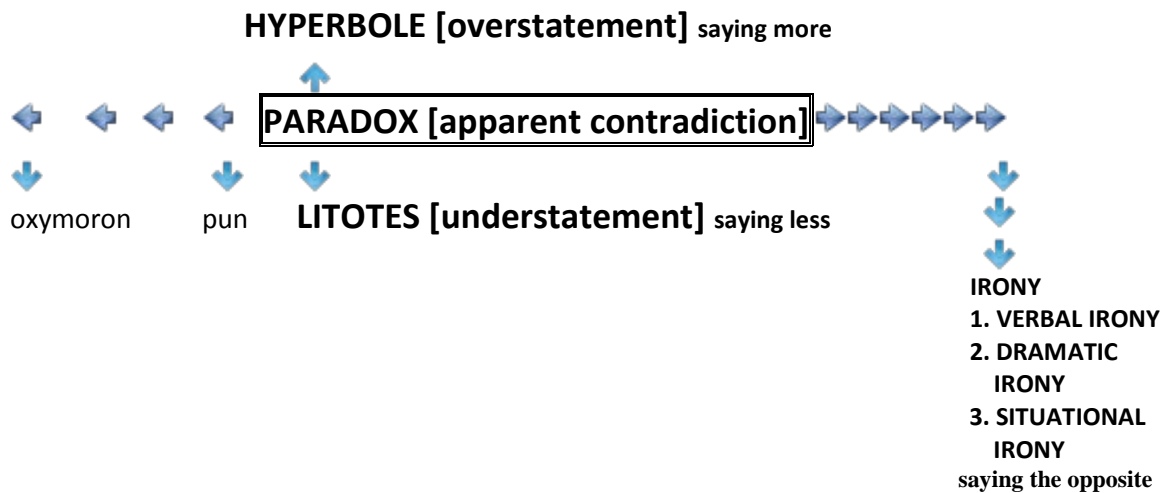 HYPERBOLE [overstatement] saying more
PARADOX [apparent contradiction]
oxymoron pun LITOTES [understatement] saying less
IRONY
1. VERBAL IRONY
2. DRAMATIC
IRONY
3. SITUATIONAL
IRONY
saying the opposite